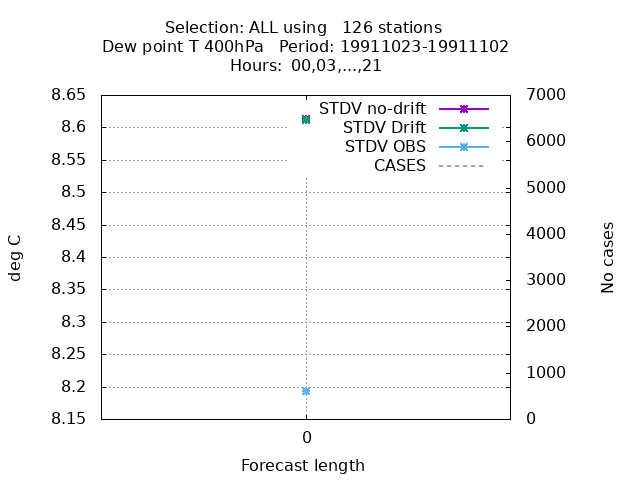 Selection: ALL using   126 stations
Dew point T 400hPa   Period: 19911023-19911102
Hours:  00,03,...,21
8.65
8.6
8.55
8.5
8.45
8.4
8.35
8.3
8.25
8.2
8.15
7000
6000
5000
4000
3000
2000
1000
0
STDV no-drift
STDV Drift
STDV OBS
CASES
deg C
No cases
0
Forecast length